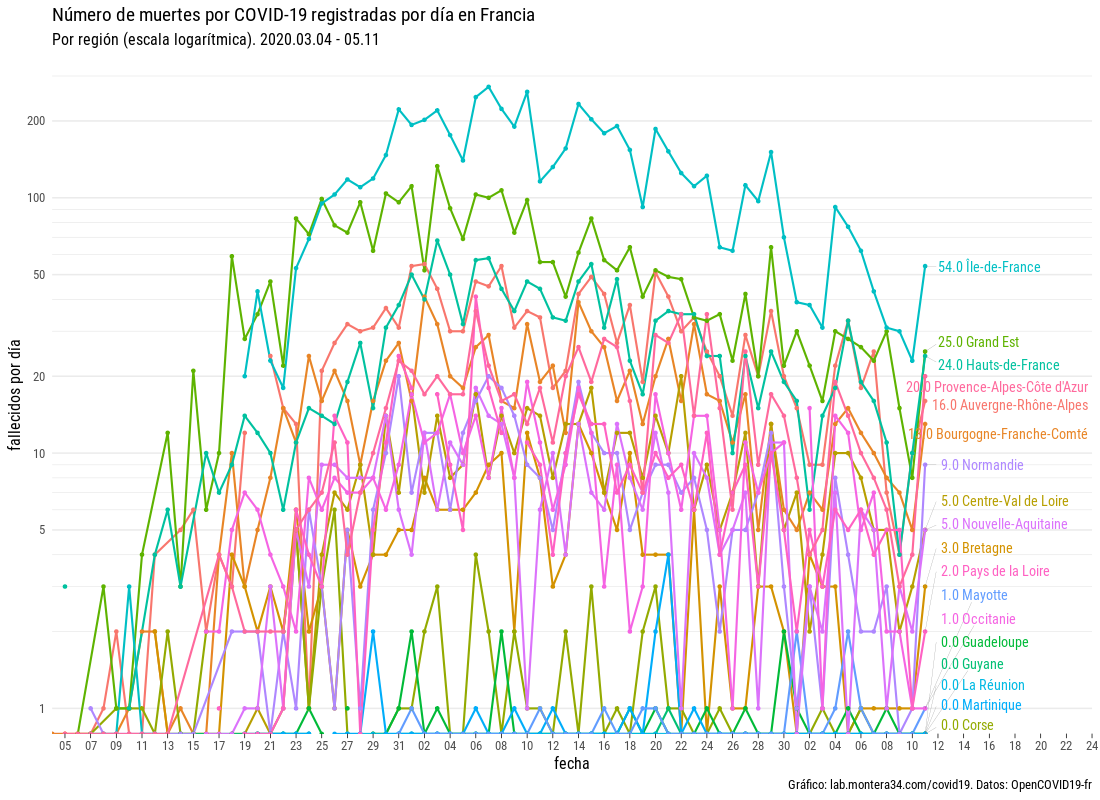 Número de muertes por COVID-19 registradas por día en Francia
Por región (escala logarítmica). 2020.03.04 - 05.11
fallecidos por día
200
100
50
20
10
5
1
54.0 Île-de-France
25.0 Grand Est
24.0 Hauts-de-France
20.0 Provence-Alpes-Côte d'Azur
16.0 Auvergne-Rhône-Alpes
Bourgogne-Franche-Comté
9.0 Normandie
5.0 Centre-Val de Loire
5.0 Nouvelle-Aquitaine
3.0 Bretagne
2.0 Pays de la Loire
1.0 Mayotte
1.0 Occitanie
0.0 Guadeloupe
0.0 Guyane
0.0 La Réunion
0.0 Martinique
0.0 Corse
05 07 09 11 13 15 17 19 21 23 25 27 29 31 02 04 06 08 10 12 14 16 18 20 22 24 26 28 30 02 04 06 08 10 12 14 16 18 20 22 24
fecha
Gráfico: lab.montera34.com/covid19. Datos: OpenCOVID19-fr